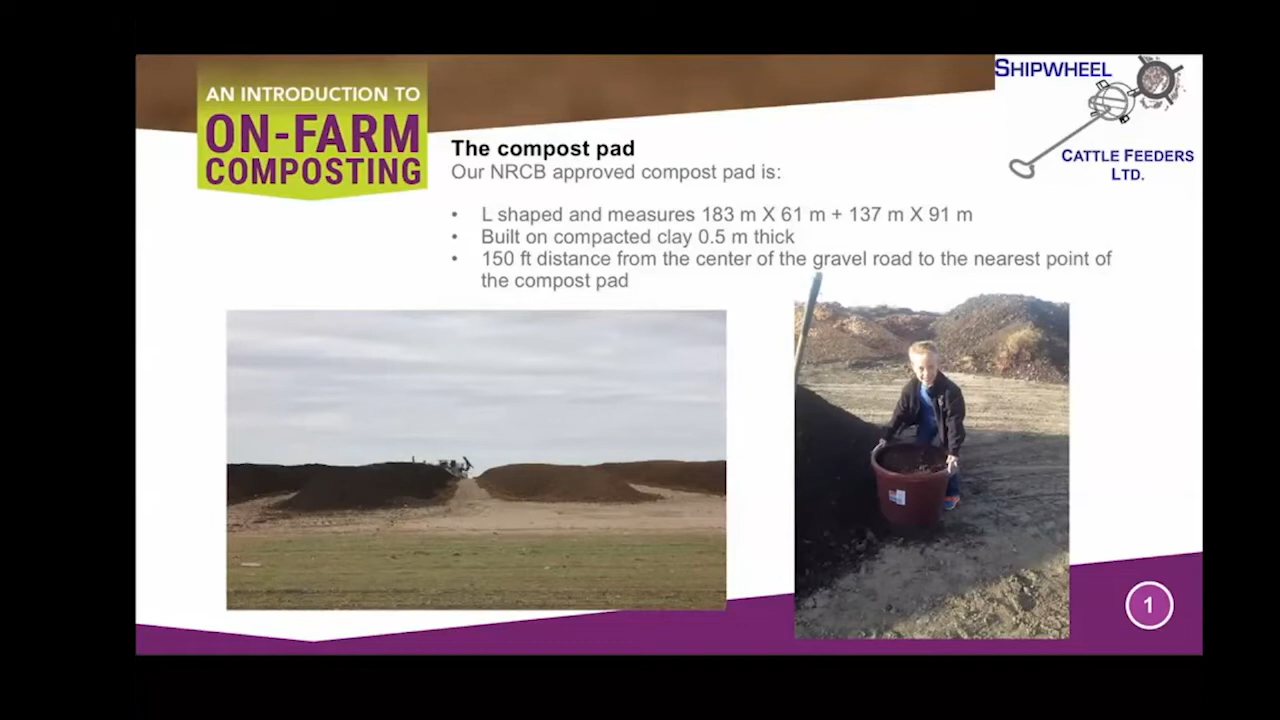 AN INTRODUCTION TO
ON-FARM
COMPOSTING
SHIPWHEEL
CATTLE FEEDERS
LTD.
The compost pad
Our NRCB approved compost pad is:
• L shaped and measures 183 m X 61 m + 137 m X 91 m
• Built on compacted clay 0.5 m thick
• 150 ft distance from the center of the gravel road to the nearest point of
the compost pad
1